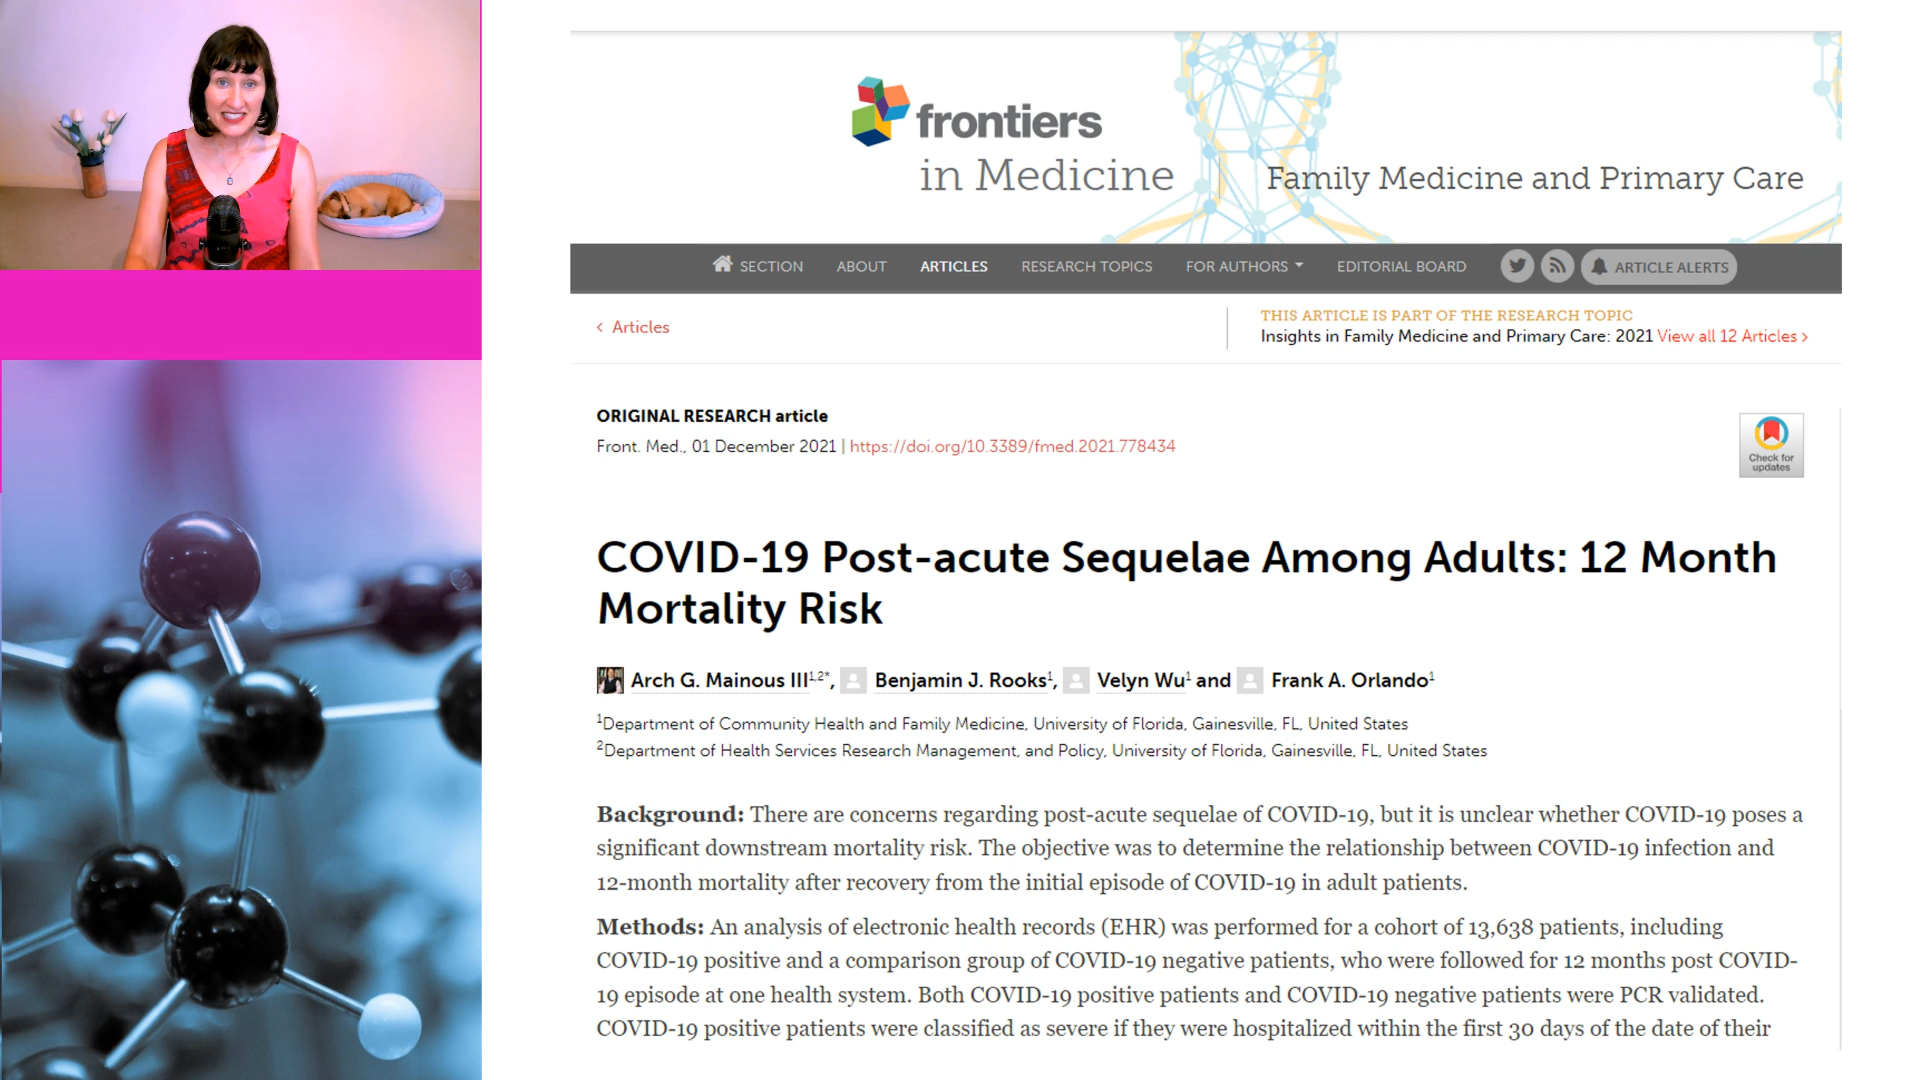 frontiers
in Medicine
Family Medicine and Primary Care
SECTION ABOUT ARTICLES RESEARCH TOPICS FOR AUTHORS EDITORIAL BOARD ARTICLE ALERTS
‹ Articles
THIS ARTICLE IS PART OF THE RESEARCH TOPIC
Insights in Family Medicine and Primary Care: 2021 View all 12 Articles ›
ORIGINAL RESEARCH article
Front. Med., 01 December 2021 | https://doi.org/10.3389/fmed.2021.778434
Check for
updates
COVID-19 Post-acute Sequelae Among Adults: 12 Month
Mortality Risk
Arch G. Mainous III1,2*, Benjamin J. Rooks1, Velyn Wu1 and Frank A. Orlando1
1Department of Community Health and Family Medicine, University of Florida, Gainesville, FL, United States
2Department of Health Services Research Management, and Policy, University of Florida, Gainesville, FL, United States
Background: There are concerns regarding post-acute sequelae of COVID-19, but it is unclear whether COVID-19 poses a
significant downstream mortality risk. The objective was to determine the relationship between COVID-19 infection and
12-month mortality after recovery from the initial episode of COVID-19 in adult patients.
Methods: An analysis of electronic health records (EHR) was performed for a cohort of 13,638 patients, including
COVID-19 positive and a comparison group of COVID-19 negative patients, who were followed for 12 months post COVID-
19 episode at one health system. Both COVID-19 positive patients and COVID-19 negative patients were PCR validated.
COVID-19 positive patients were classified as severe if they were hospitalized within the first 30 days of the date of their